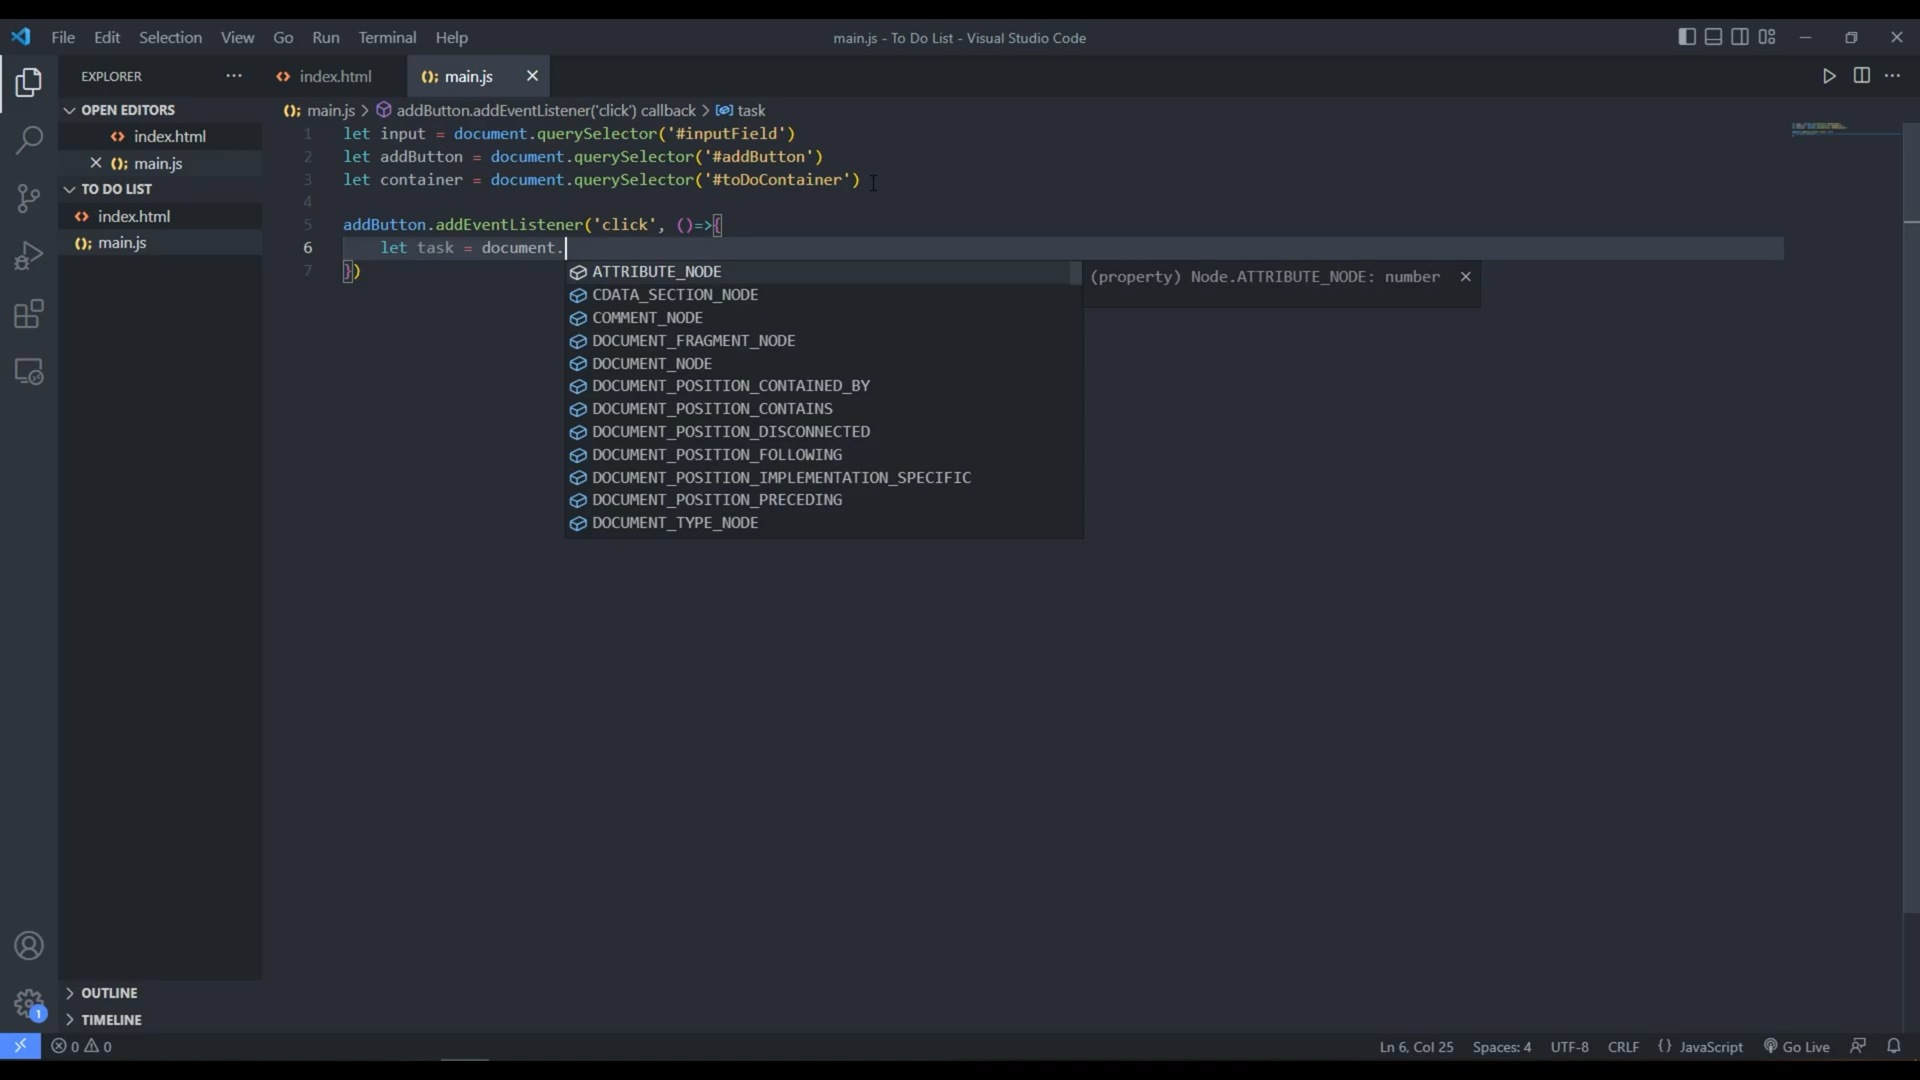 File Edit Selection View Go Run Terminal Help
main.js - To Do List - Visual Studio Code
EXPLORER
index.html
main.js
OPEN EDITORS
index.html
main.js
TO DO LIST
index.html
main.js
main.js > addButton.addEventListener('click') callback > task
1 let input = document.querySelector('#inputField')
2 let addButton = document.querySelector('#addButton')
3 let container = document.querySelector('#toDoContainer')
4
5 addButton.addEventListener('click', ()=>{
6 let task = document.
7 })
ATTRIBUTE_NODE
CDATA_SECTION_NODE
COMMENT_NODE
DOCUMENT_FRAGMENT_NODE
DOCUMENT_NODE
DOCUMENT_POSITION_CONTAINED_BY
DOCUMENT_POSITION_CONTAINS
DOCUMENT_POSITION_DISCONNECTED
DOCUMENT_POSITION_FOLLOWING
DOCUMENT_POSITION_IMPLEMENTATION_SPECIFIC
DOCUMENT_POSITION_PRECEDING
DOCUMENT_TYPE_NODE
(property) Node.ATTRIBUTE_NODE: number
OUTLINE
1
TIMELINE
0 0
Ln 6, Col 25 Spaces: 4 UTF-8 CRLF {} JavaScript Go Live